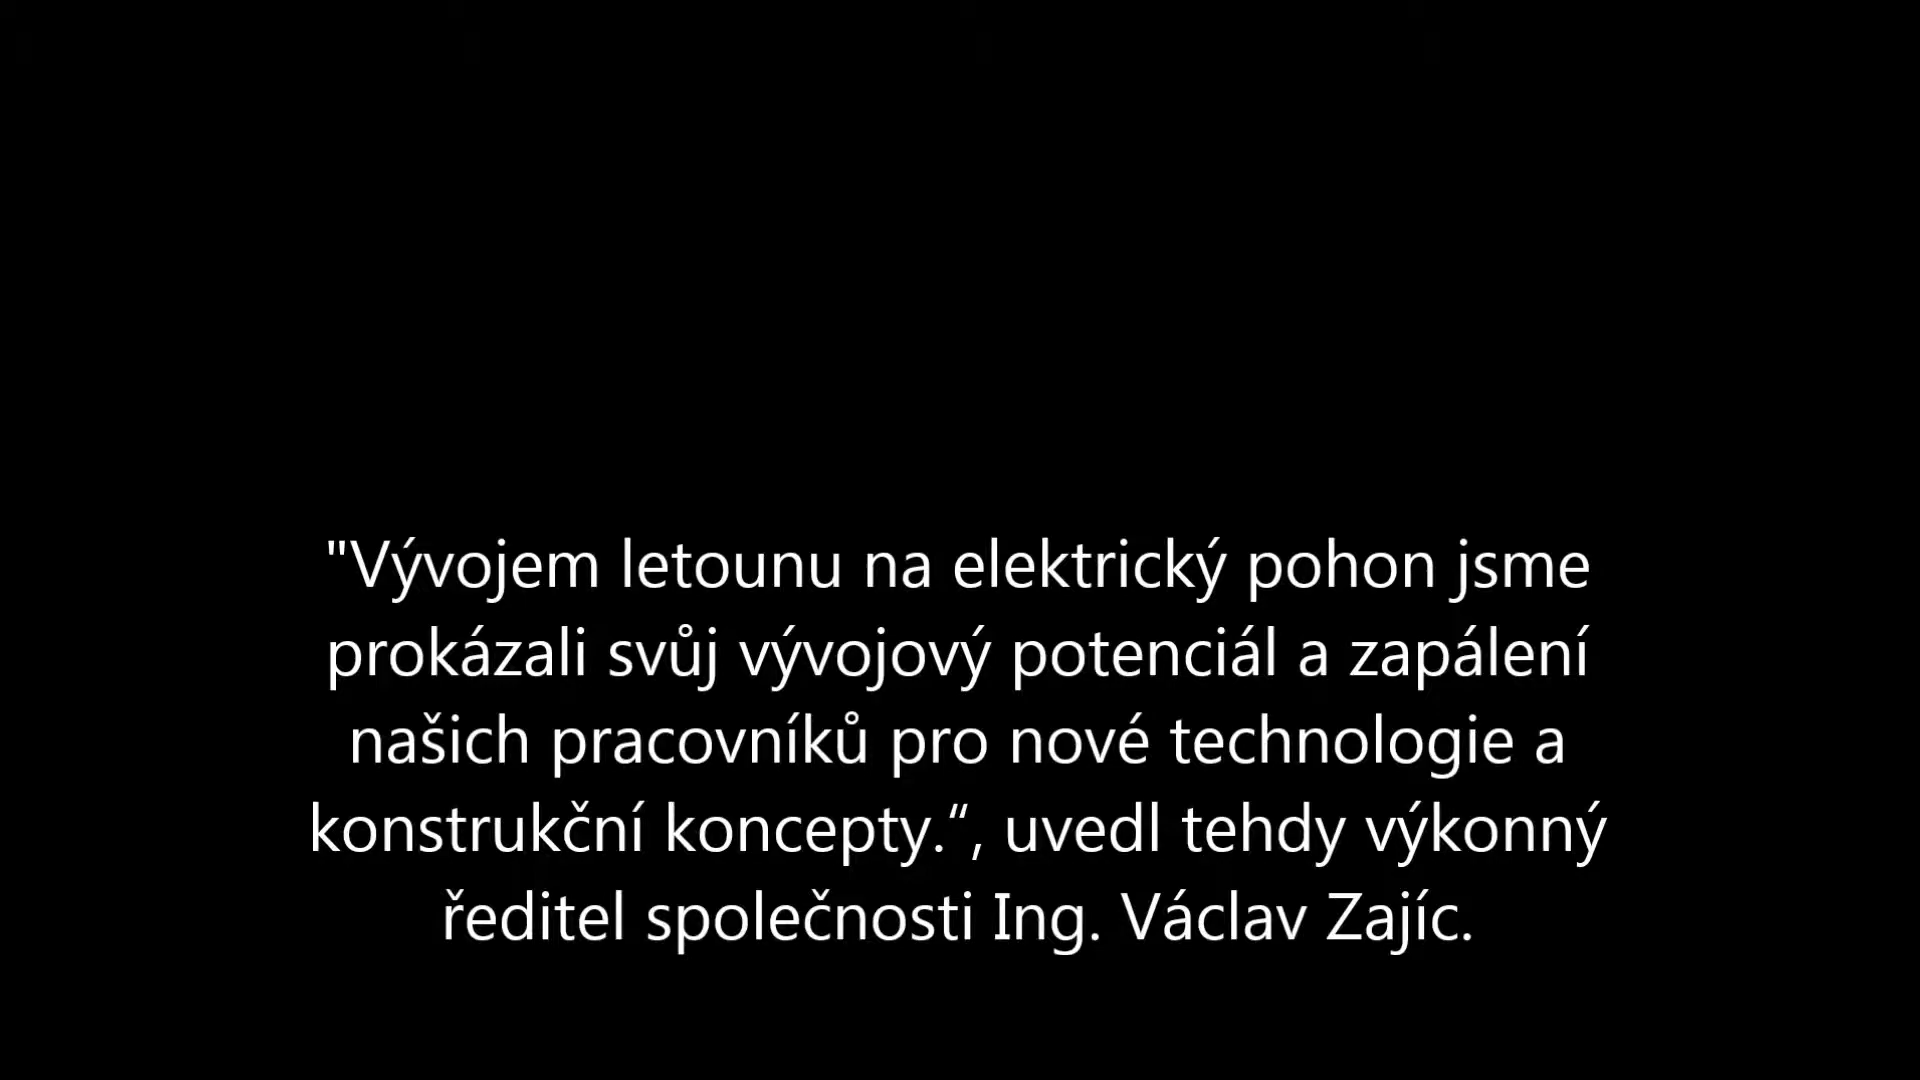 "Vývojem letounu na elektrický pohon jsme
prokázali svůj vývojový potenciál a zapálení
našich pracovníků pro nové technologie a
konstrukční koncepty.“, uvedl tehdy výkonný
ředitel společnosti Ing. Václav Zajíc.